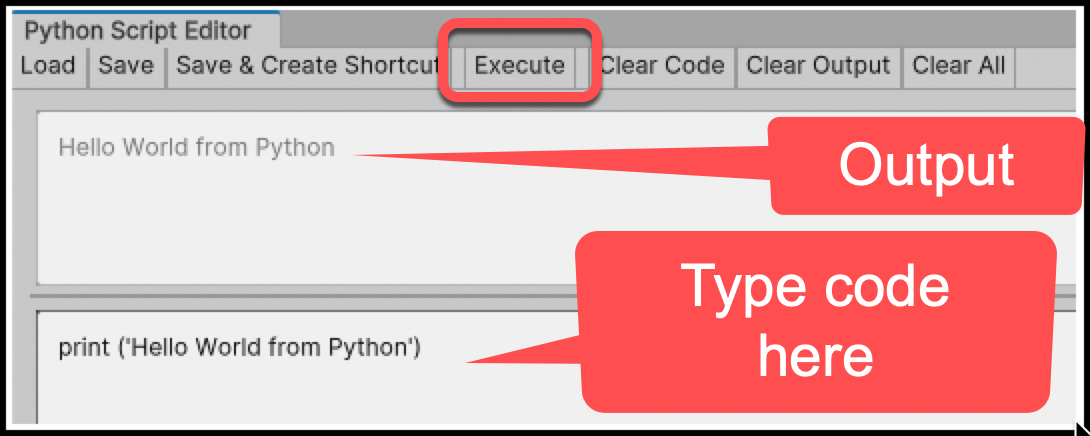 Python Script Editor
Load Save Save & Create Shortcut Execute Clear Code Clear Output Clear All
Hello World from Python
Output
Type code
here
print ('Hello World from Python')